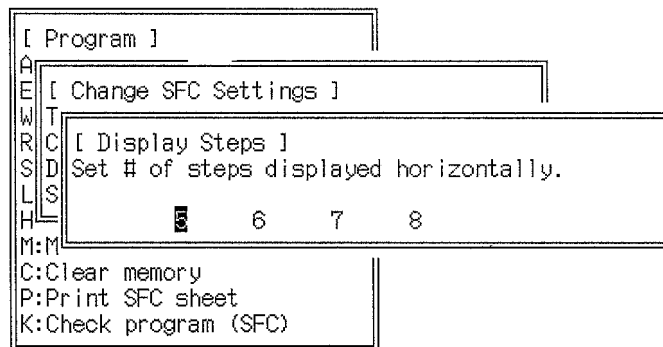 [ Program ]
A
E [ Change SFC Settings ]
W T
R C [ Display Steps ]
S D Set # of steps displayed horizontally.
L S
H 5 6 7 8
M:M
C:Clear memory
P:Print SFC sheet
K:Check program (SFC)